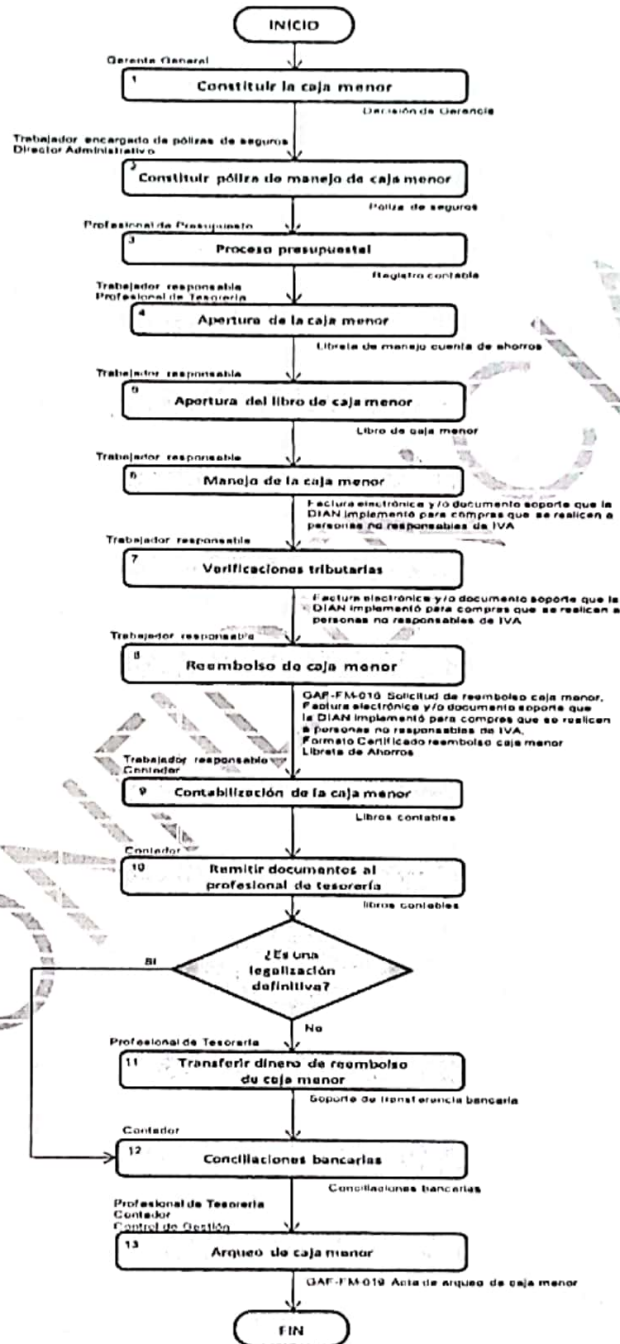 INICIO
Gerente General
1
Constituir la caja menor
Decisión de Gerencia
Trabajador encargado de pólizas de seguros
Director Administrativo
2
Constituir póliza de manejo de caja menor
Póliza de seguros
Profesional de Presupuesto
3
Proceso presupuestal
Registro contable
Trabajador responsable
Profesional de Tesorería
4
Apertura de la caja menor
Libreta de manejo cuenta de ahorros
Trabajador responsable
5
Apertura del libro de caja menor
Libro de caja menor
Trabajador responsable
6
Manejo de la caja menor
Factura electrónica y/o documento soporte que la
DIAN implementó para compras que se realicen a
personas no responsables de IVA
Trabajador responsable
7
Verificaciones tributarias
Factura electrónica y/o documento soporte que la
DIAN implementó para compras que se realicen a
personas no responsables de IVA
Trabajador responsable
8
Reembolso de caja menor
GAF-FM-016 Solicitud de reembolso caja menor,
Factura electrónica y/o documento soporte que
la DIAN implementó para compras que se realicen
a personas no responsables de IVA,
Formato Certificado reembolso caja menor
Libreta de Ahorros
Trabajador responsable
Contador
9
Contabilización de la caja menor
Libros contables
Contador
10
Remitir documentos al
profesional de tesorería
libros contables
¿Es una
legalización
definitiva?
SI
No
Profesional de Tesorería
11
Transferir dinero de reembolso
de caja menor
Soporte de transferencia bancaria
Contador
12
Conciliaciones bancarias
Conciliaciones bancarias
Profesional de Tesorería
Contador
Control de Gestión
13
Arqueo de caja menor
GAF-FM-019 Acta de arqueo de caja menor
FIN